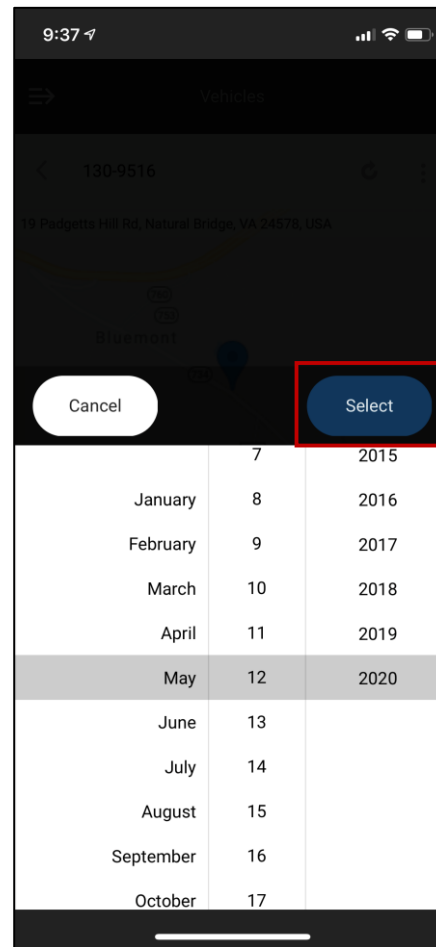 9:37
Vehicles
130-9516
19 Padgetts Hill Rd, Natural Bridge, VA 24578, USA
Bluemont
Cancel Select
7 2015
January 8 2016
February 9 2017
March 10 2018
April 11 2019
May 12 2020
June 13
July 14
August 15
September 16
October 17